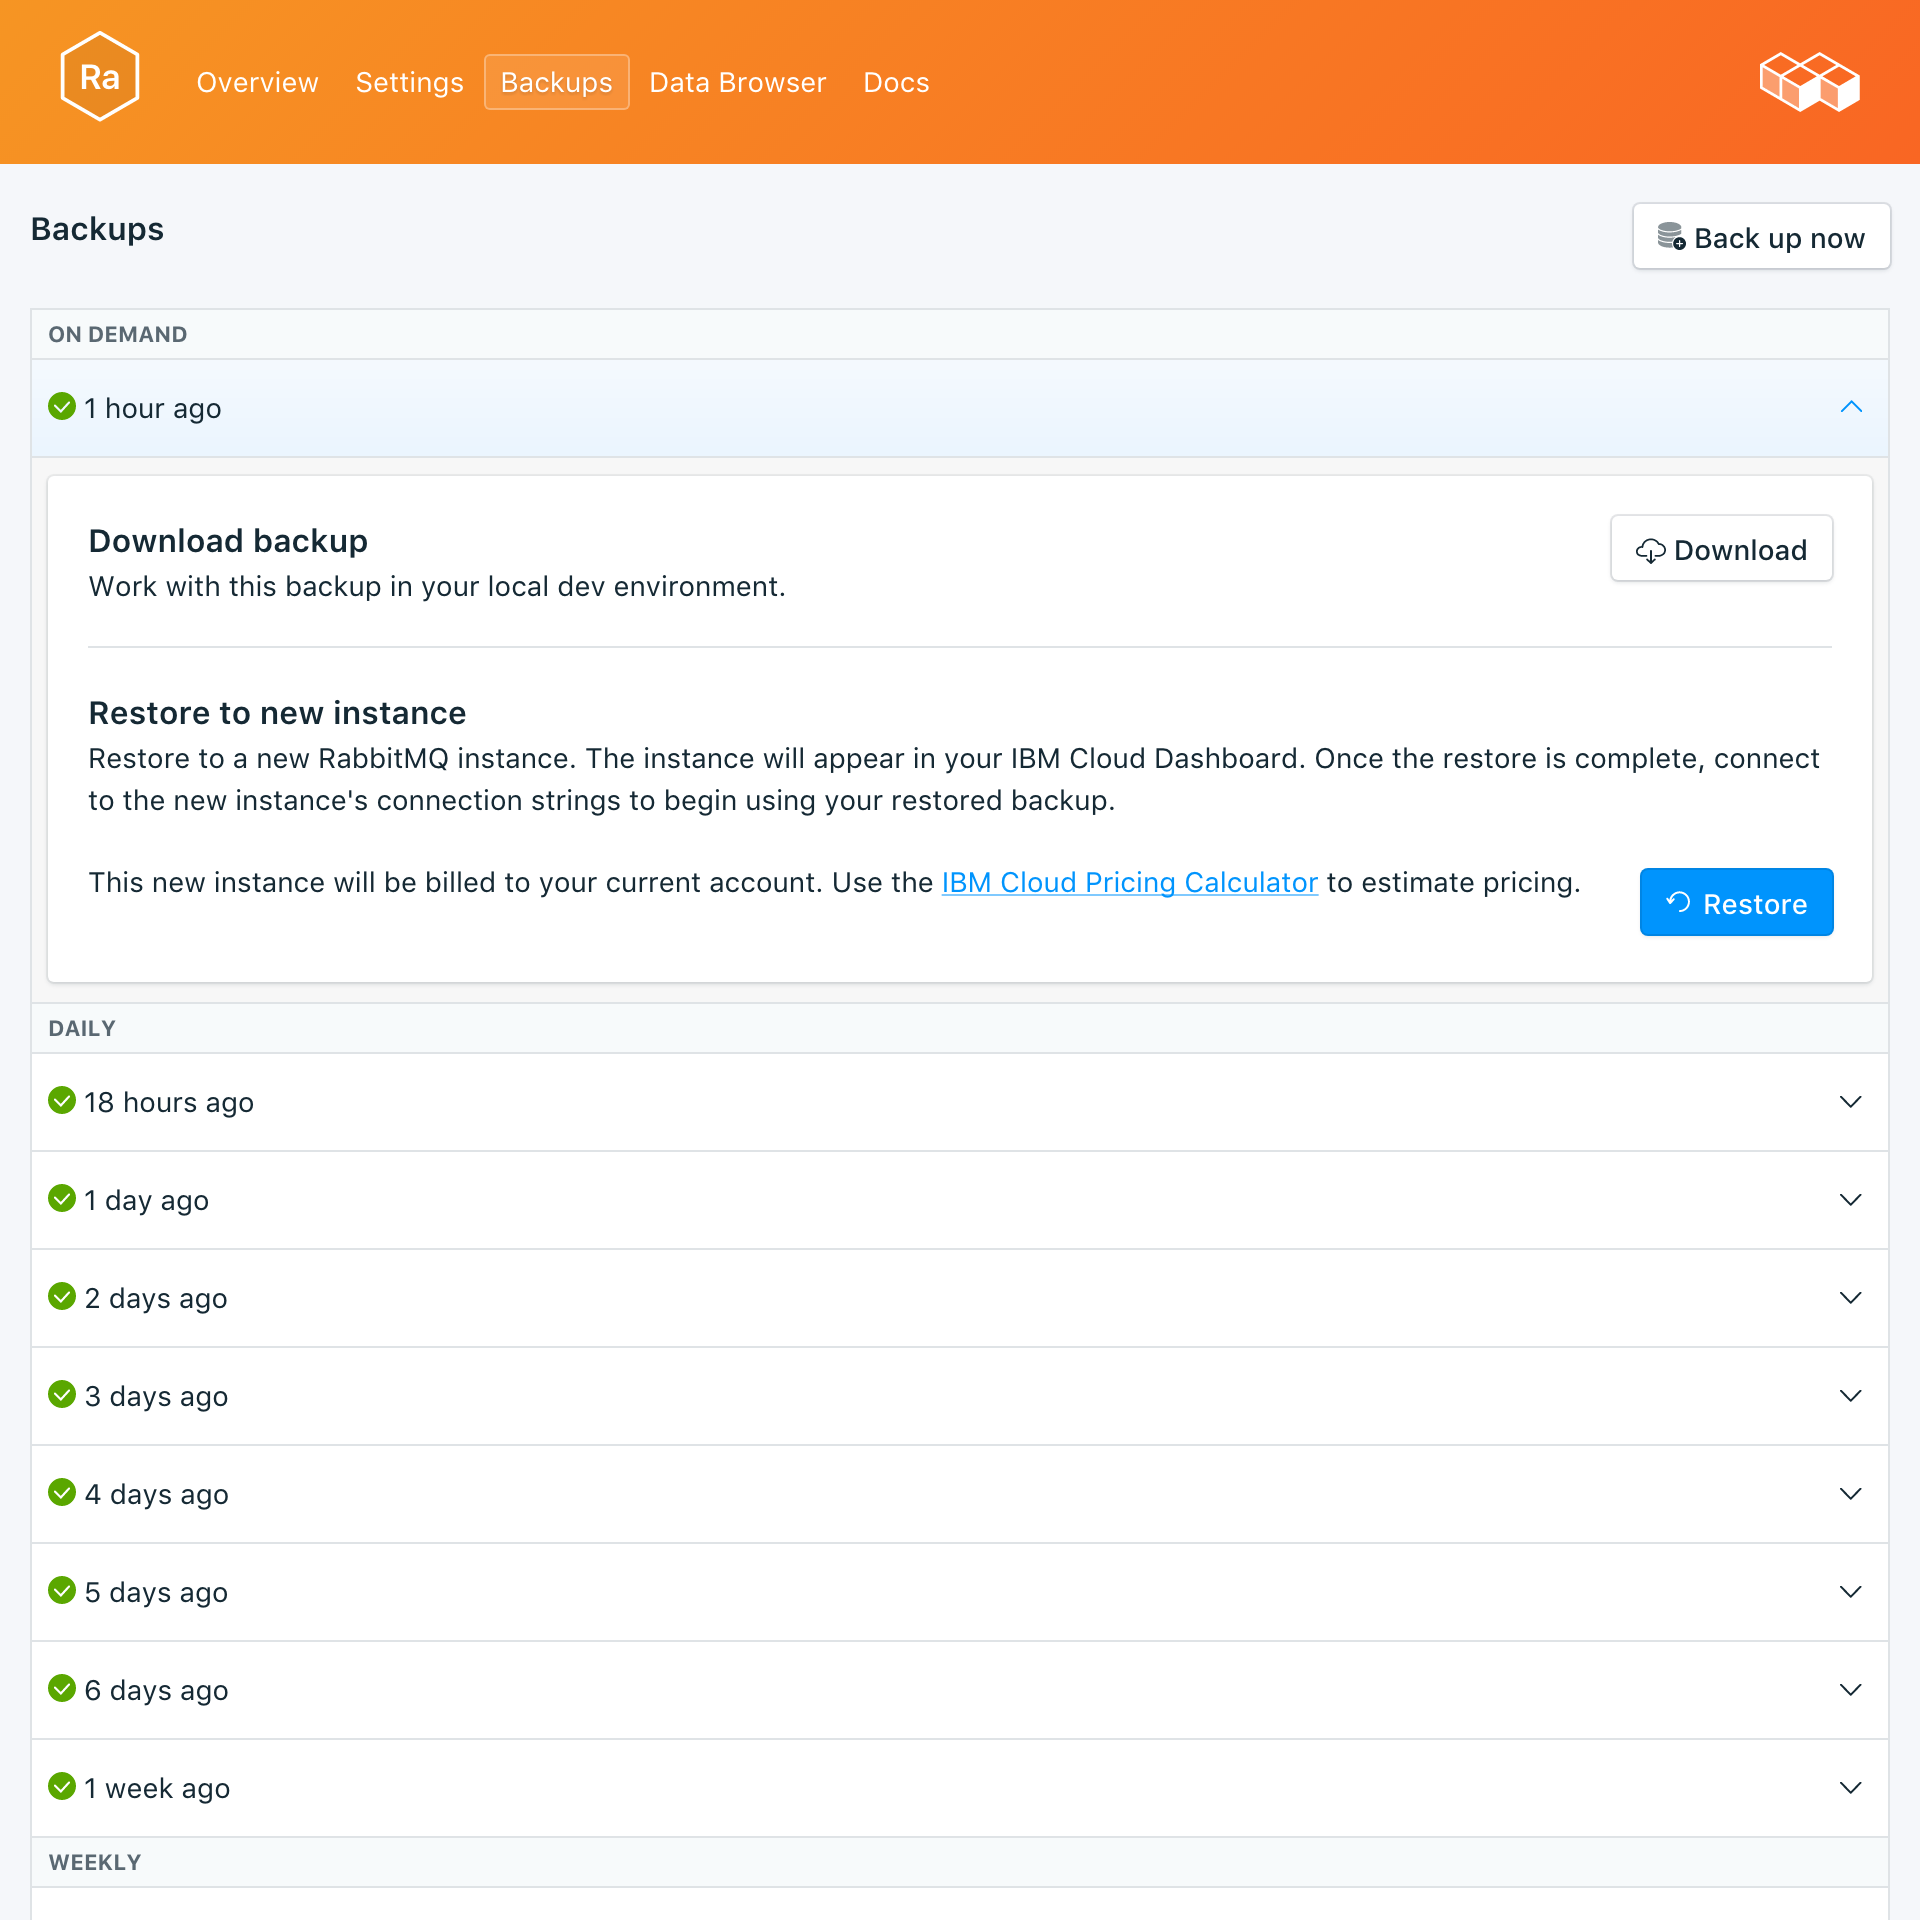 Ra
Overview Settings Backups Data Browser Docs
Backups
Back up now
ON DEMAND
1 hour ago
Download backup
Download
Work with this backup in your local dev environment.
Restore to new instance
Restore to a new RabbitMQ instance. The instance will appear in your IBM Cloud Dashboard. Once the restore is complete, connect
to the new instance's connection strings to begin using your restored backup.
This new instance will be billed to your current account. Use the IBM Cloud Pricing Calculator to estimate pricing.
Restore
DAILY
18 hours ago
1 day ago
2 days ago
3 days ago
4 days ago
5 days ago
6 days ago
1 week ago
WEEKLY